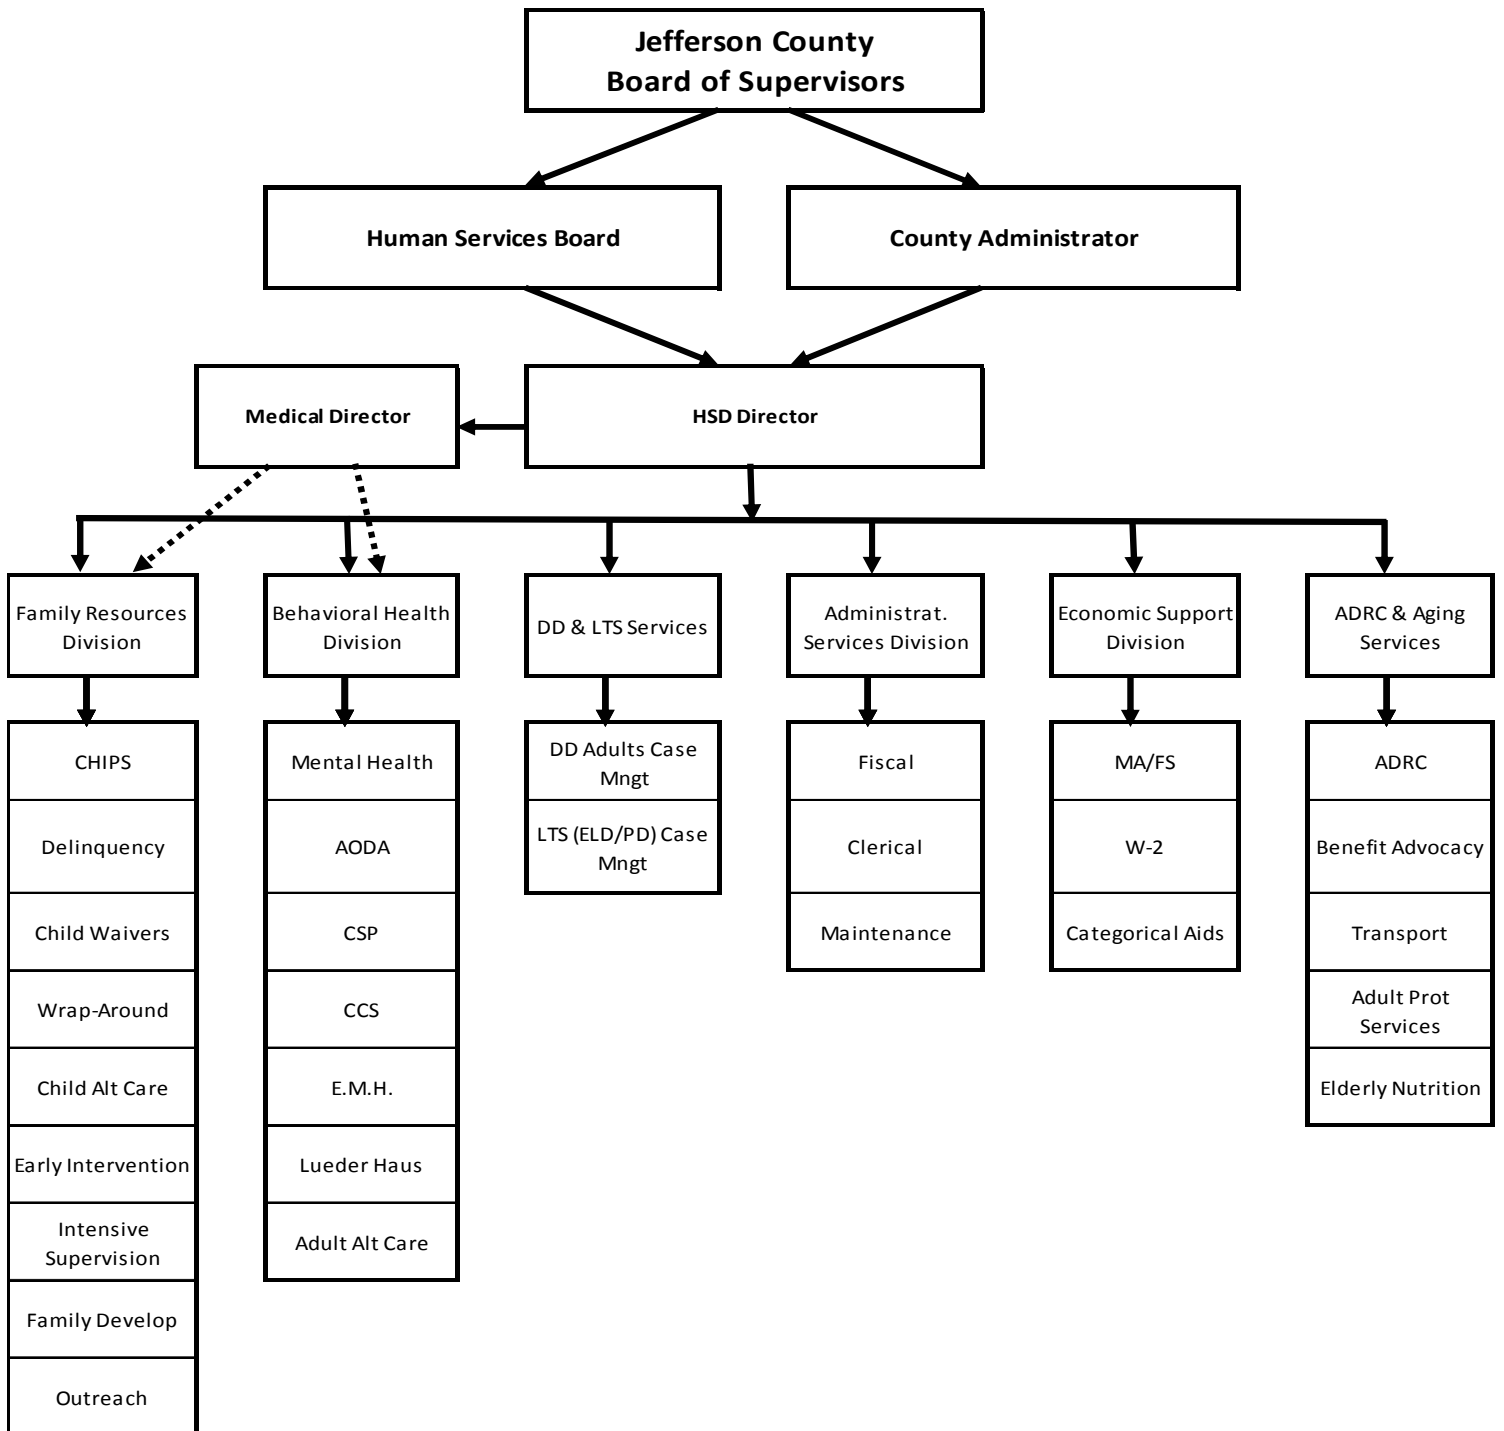 Jefferson County
Board of Supervisors
Human Services Board
County Administrator
Medical Director
HSD Director
Family Resources
Division
Behavioral Health
Division
DD & LTS Services
Administrat.
Services Division
Economic Support
Division
ADRC & Aging
Services
CHIPS
Delinquency
Child Waivers
Wrap-Around
Child Alt Care
Early Intervention
Intensive
Supervision
Family Develop
Outreach
Mental Health
AODA
CSP
CCS
E.M.H.
Lueder Haus
Adult Alt Care
DD Adults Case
Mngt
LTS (ELD/PD) Case
Mngt
Fiscal
Clerical
Maintenance
MA/FS
W-2
Categorical Aids
ADRC
Benefit Advocacy
Transport
Adult Prot
Services
Elderly Nutrition